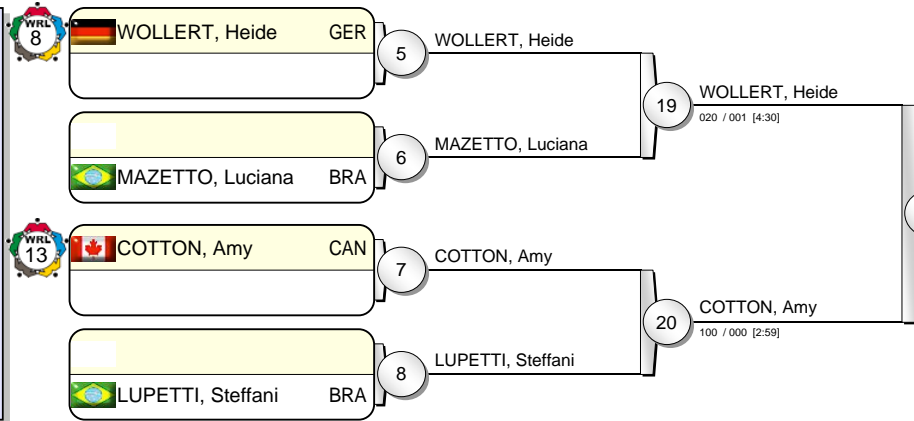 WRL
8
WOLLERT, Heide GER
5
WOLLERT, Heide
MAZETTO, Luciana BRA
6
MAZETTO, Luciana
19
WOLLERT, Heide
020 / 001 [4:30]
WRL
13
COTTON, Amy CAN
7
COTTON, Amy
LUPETTI, Steffani BRA
8
LUPETTI, Steffani
20
COTTON, Amy
100 / 000 [2:59]